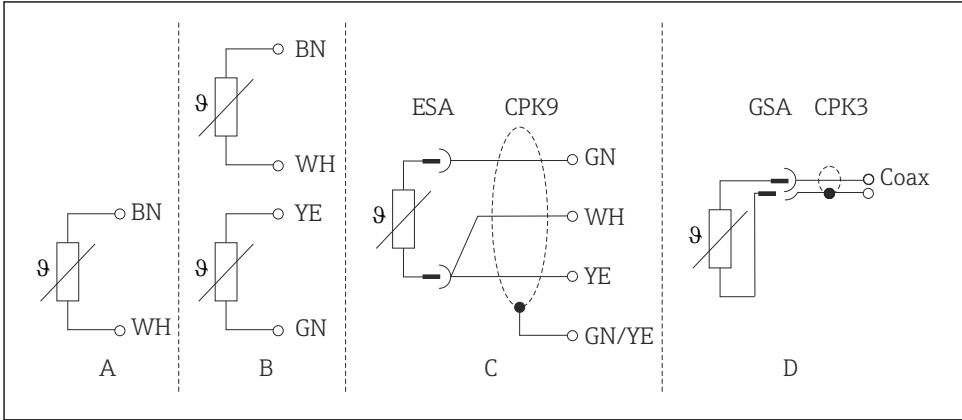 BN
ϑ
WH
A
BN
ϑ
WH
YE
ϑ
GN
B
ESA CPK9
GN
ϑ
WH
YE
GN/YE
C
GSA CPK3
Coax
ϑ
D